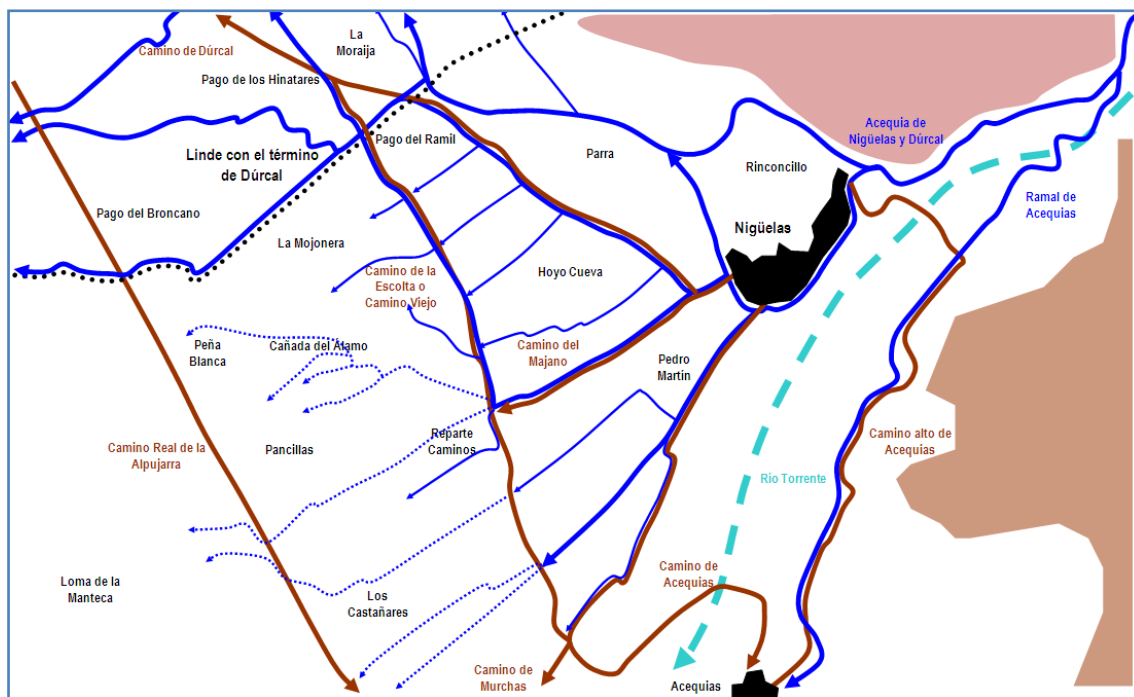 La
Moraija
Camino de Dúrcal
Pago de los Hinatares
Acequia de
Nigüelas y Dúrcal
Pago del Ramil
Parra
Linde con el término
de Dúrcal
Rinconcillo
Ramal de
Acequias
Pago del Broncano
Nigüelas
La Mojonera
Camino de la
Escolta o
Camino Viejo
Hoyo Cueva
Peña
Blanca
Cañada del Álamo
Camino del
Majano
Pedro
Martín
Camino Real de la
Alpujarra
Pancillas
Reparte
Caminos
Camino alto de
Acequias
Rio Torrente
Loma de la
Manteca
Los
Castañares
Camino de
Acequias
Camino de
Murchas
Acequias